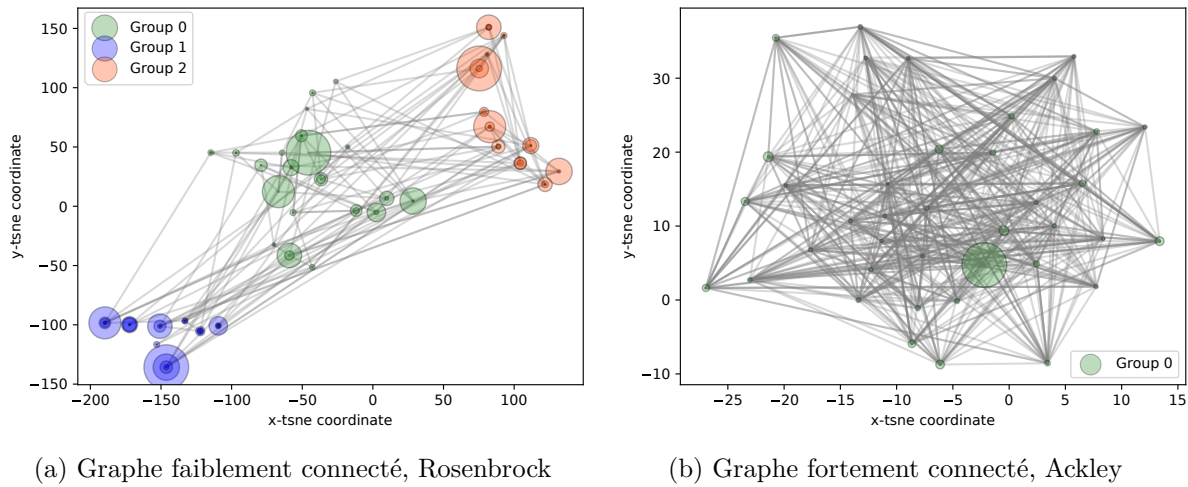 150
100
50
0
−50
−100
−150
y-tsne coordinate
−200 −150 −100 −50 0 50 100
x-tsne coordinate
Group 0
Group 1
Group 2
30
20
10
0
−10
y-tsne coordinate
−25 −20 −15 −10 −5 0 5 10 15
x-tsne coordinate
Group 0
(a) Graphe faiblement connecté, Rosenbrock
(b) Graphe fortement connecté, Ackley